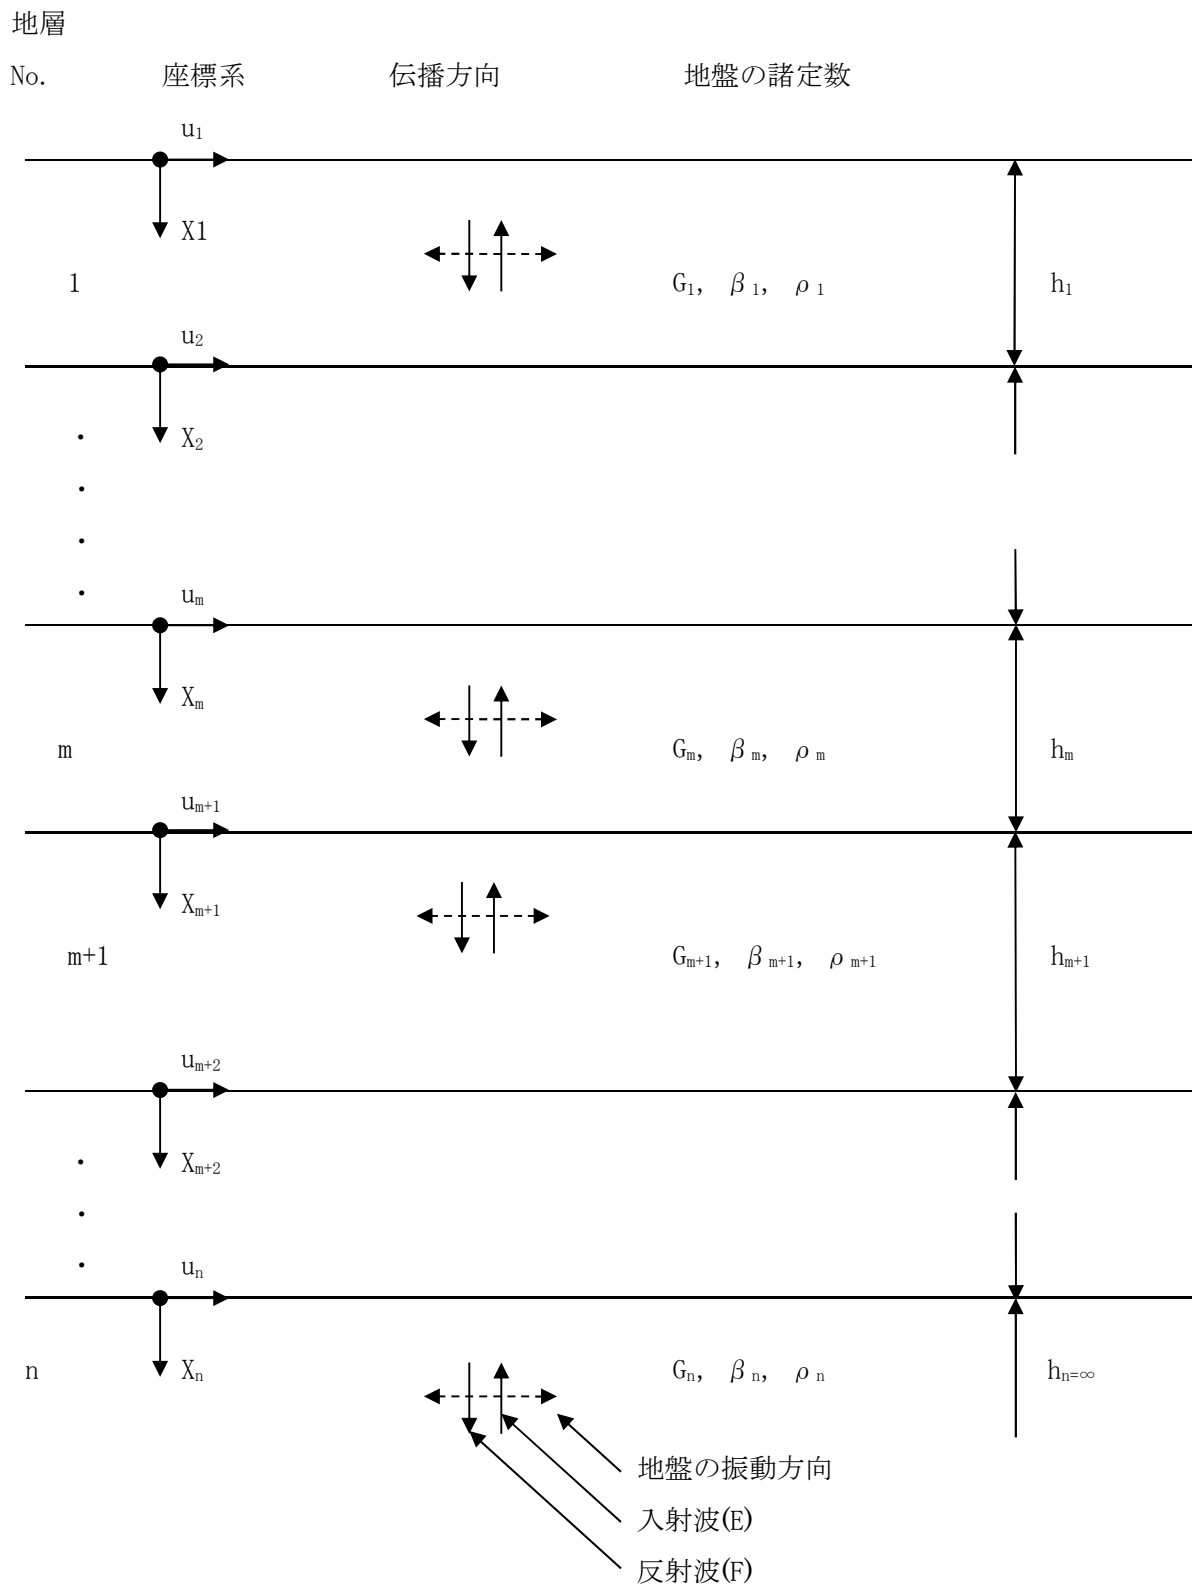 地層
No. 座標系 伝播方向 地盤の諸定数
u₁
X1
1 G₁, β₁, ρ₁ h₁
u₂
X₂
・
・
・
・
uₘ
Xₘ
m Gₘ, βₘ, ρₘ hₘ
uₘ₊₁
Xₘ₊₁
m+1 Gₘ₊₁, βₘ₊₁, ρₘ₊₁ hₘ₊₁
uₘ₊₂
Xₘ₊₂
・
・
・
uₙ
n Xₙ Gₙ, βₙ, ρₙ hₙ₌∞
地盤の振動方向
入射波(E)
反射波(F)